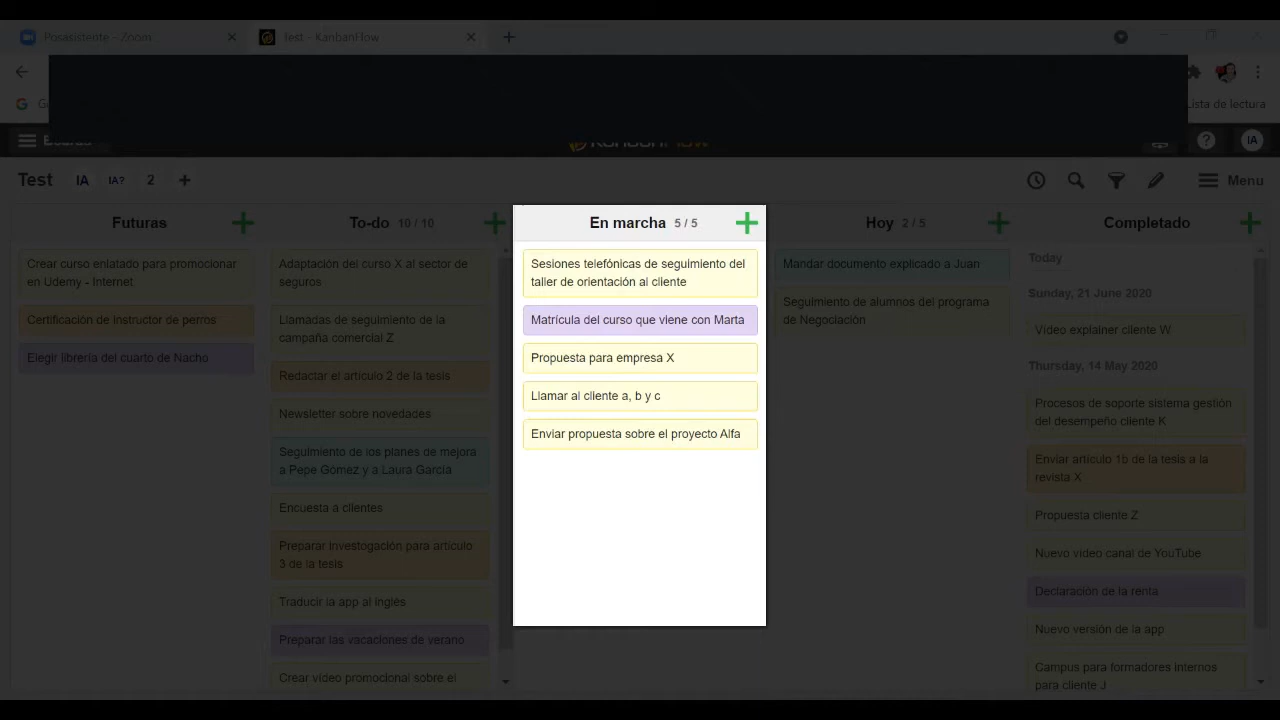 Posasistente - Zoom
Test - KanbanFlow
Lista de lectura
IA
Test
IA
IA?
2
Menu
Futuras
Crear curso enlatado para promocionar
en Udemy - Internet
Certificación de Instructor de perros
Elegir librería del cuarto de Nacho
To-do 10 / 10
Adaptación del curso X al sector de
seguros
Llamadas de seguimiento de la
campaña comercial Z
Redactar el artículo 2 de la tesis
Newsletter sobre novedades
Seguimiento de los planes de mejora
a Pepe Gómez y a Laura García
Encuesta a clientes
Preparar investogación para artículo
3 de la tesis
Traducir la app al inglés
Preparar las vacaciones de verano
Crear vídeo promocional sobre el
En marcha 5 / 5
Sesiones telefónicas de seguimiento del
taller de orientación al cliente
Matrícula del curso que viene con Marta
Propuesta para empresa X
Llamar al cliente a, b y c
Enviar propuesta sobre el proyecto Alfa
Hoy 2 / 5
Mandar documento explicado a Juan
Seguimiento de alumnos del programa
de Negociación
Completado
Today
Sunday, 21 June 2020
Vídeo explainer cliente W
Thursday, 14 May 2020
Procesos de soporte sistema gestión
del desempeño cliente K
Enviar artículo 1b de la tesis a la
revista X
Propuesta cliente Z
Nuevo vídeo canal de YouTube
Declaración de la renta
Nuevo versión de la app
Campus para formadores internos
para cliente J